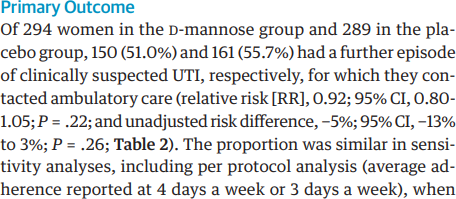 Primary Outcome
Of 294 women in the D-mannose group and 289 in the pla-
cebo group, 150 (51.0%) and 161 (55.7%) had a further episode
of clinically suspected UTI, respectively, for which they con-
tacted ambulatory care (relative risk [RR], 0.92; 95% CI, 0.80-
1.05; P = .22; and unadjusted risk difference, −5%; 95% CI, −13%
to 3%; P = .26; Table 2). The proportion was similar in sensi-
tivity analyses, including per protocol analysis (average ad-
herence reported at 4 days a week or 3 days a week), when